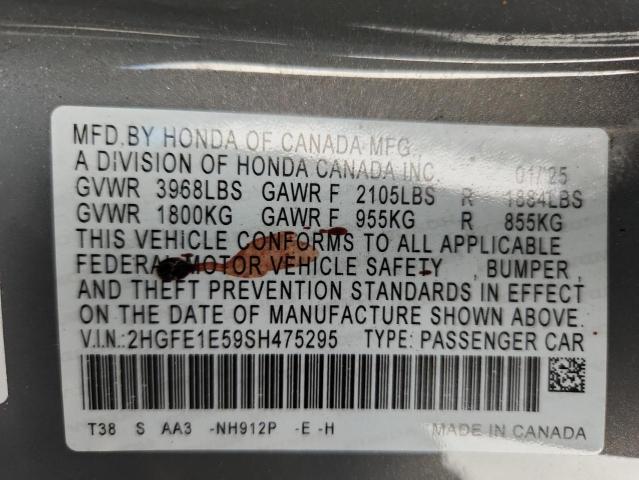 MFD.BY HONDA OF CANADA MFG.
A DIVISION OF HONDA CANADA INC. 01/25
GVWR 3968LBS GAWR F 2105LBS R 1884LBS
GVWR 1800KG GAWR F 955KG R 855KG
THIS VEHICLE CONFORMS TO ALL APPLICABLE
FEDERAL MOTOR VEHICLE SAFETY , BUMPER ,
AND THEFT PREVENTION STANDARDS IN EFFECT
ON THE DATE OF MANUFACTURE SHOWN ABOVE.
V.I.N.:2HGFE1E59SH475295 TYPE: PASSENGER CAR
T38 S AA3 -NH912P -E -H MADE IN CANADA